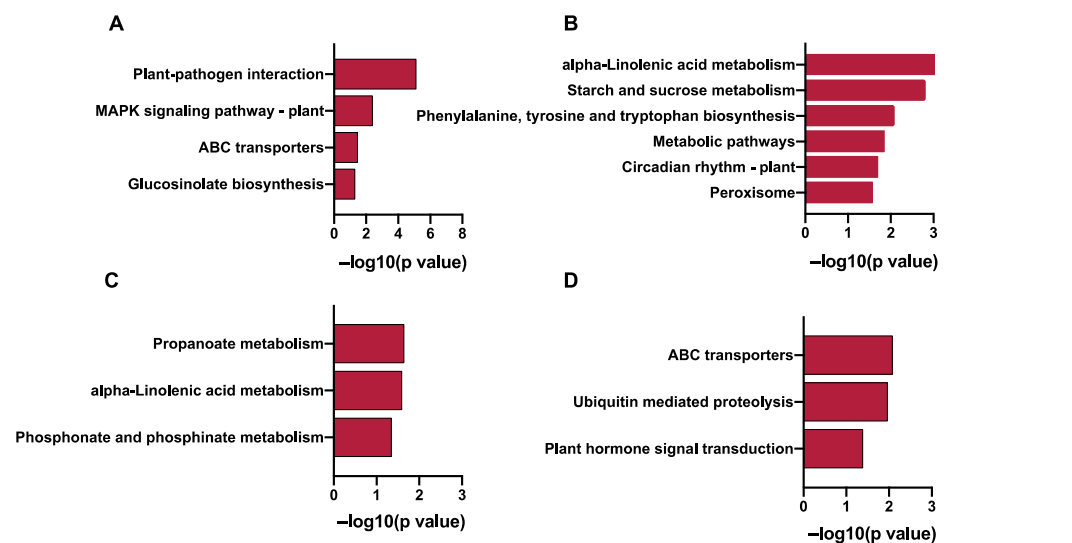 A
Plant-pathogen interaction
MAPK signaling pathway - plant
ABC transporters
Glucosinolate biosynthesis
0 2 4 6 8
–log10(p value)
B
alpha-Linolenic acid metabolism
Starch and sucrose metabolism
Phenylalanine, tyrosine and tryptophan biosynthesis
Metabolic pathways
Circadian rhythm - plant
Peroxisome
0 1 2 3
–log10(p value)
C
Propanoate metabolism
alpha-Linolenic acid metabolism
Phosphonate and phosphinate metabolism
0 1 2 3
–log10(p value)
D
ABC transporters
Ubiquitin mediated proteolysis
Plant hormone signal transduction
0 1 2 3
–log10(p value)